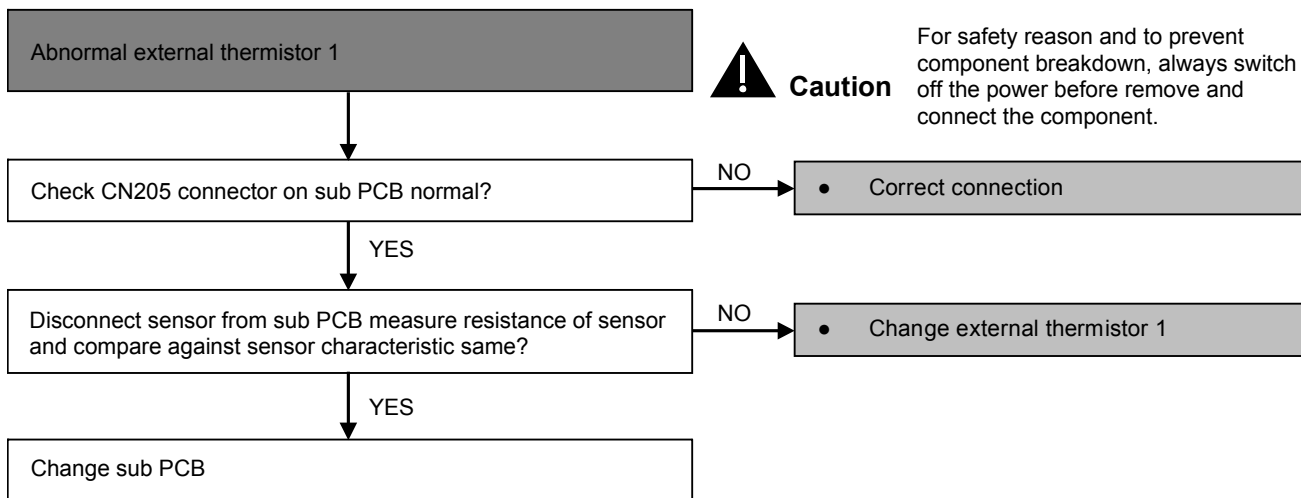 Abnormal external thermistor 1
Caution
For safety reason and to prevent
component breakdown, always switch
off the power before remove and
connect the component.
Check CN205 connector on sub PCB normal?
NO
• Correct connection
YES
Disconnect sensor from sub PCB measure resistance of sensor
and compare against sensor characteristic same?
NO
• Change external thermistor 1
YES
Change sub PCB